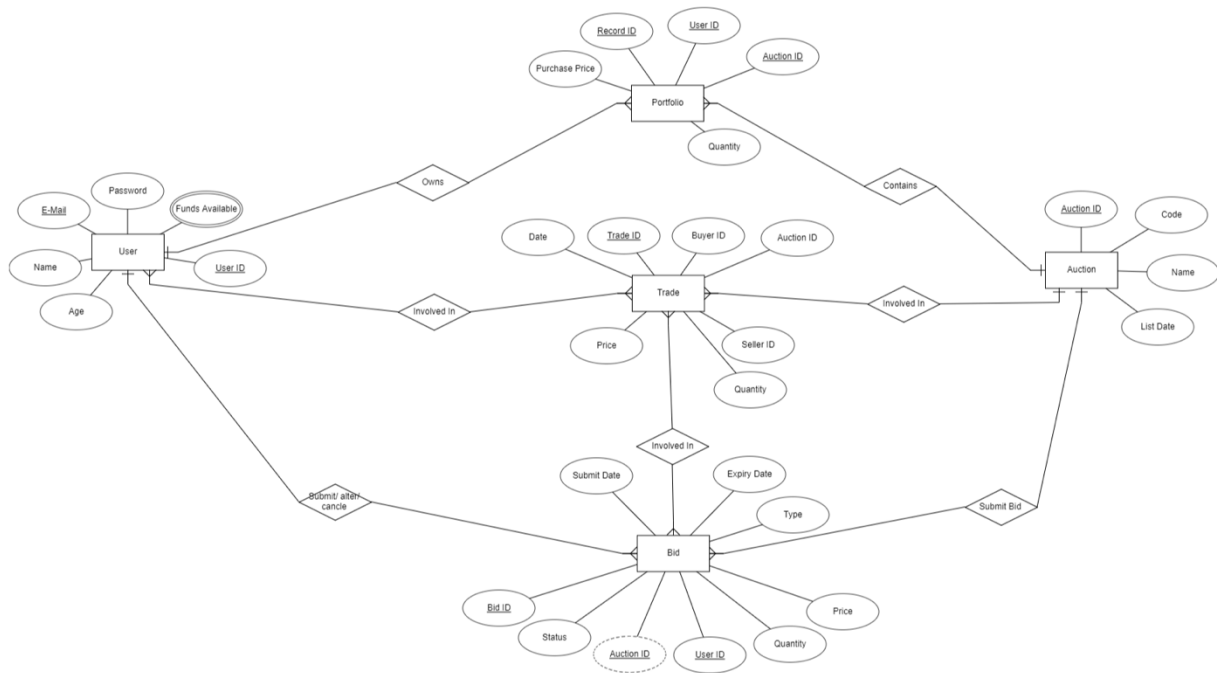 Record ID
User ID
Auction ID
Purchase Price
Portfolio
Quantity
Owns
Contains
Password
E-Mail
Funds Available
User
Name
User ID
Age
Date
Trade ID
Buyer ID
Auction ID
Trade
Involved In
Involved In
Price
Seller ID
Quantity
Auction ID
Code
Auction
Name
List Date
Involved In
Submit/ alter/
cancle
Submit Bid
Submit Date
Expiry Date
Type
Bid
Bid ID
Status
Auction ID
User ID
Quantity
Price